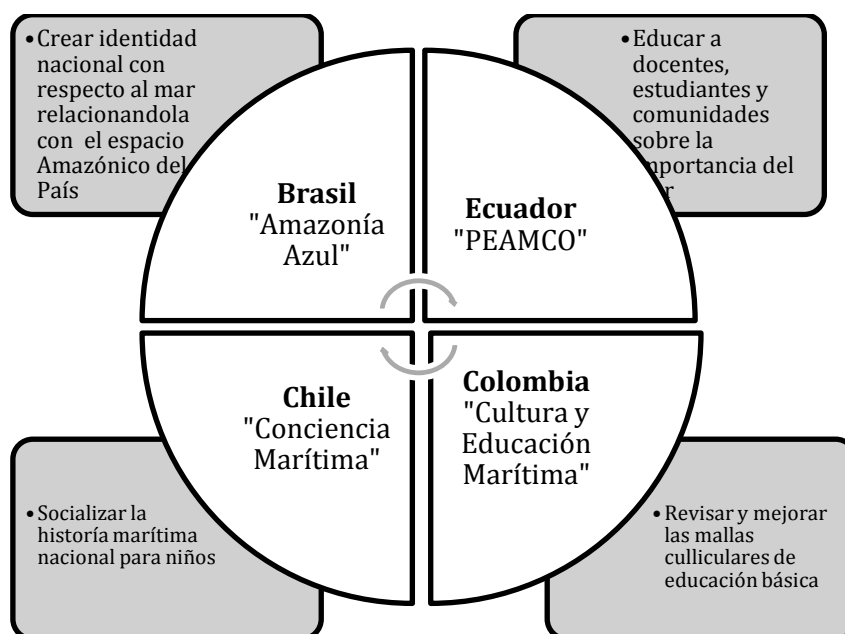 • Crear identidad
nacional con
respecto al mar
relacionandola
con el espacio
Amazónico del
País
• Educar a
docentes,
estudiantes y
comunidades
sobre la
mportancia del
r
Brasil
"Amazonía
Azul"
Ecuador
"PEAMCO"
Chile
"Conciencia
Marítima"
Colombia
"Cultura y
Educación
Marítima"
• Socializar la
historía marítima
nacional para niños
• Revisar y mejorar
las mallas
culliculares de
educación básica